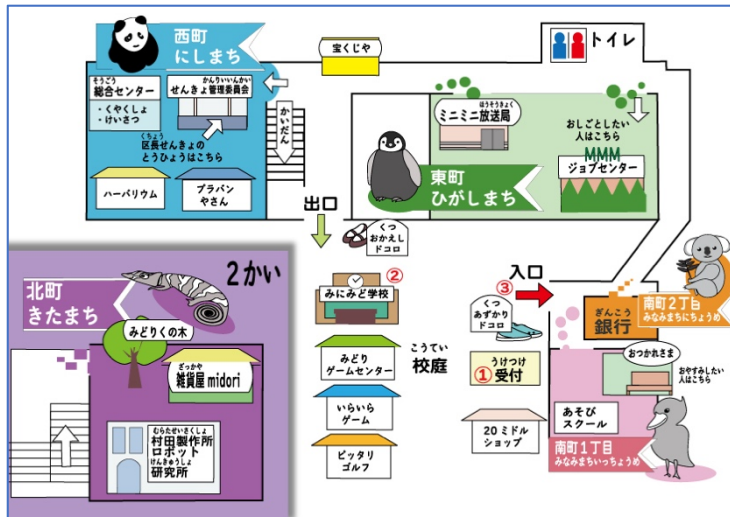 西町
にしまち
宝くじや
トイレ
そうごう
総合センター
・くやくしょ
・けいさつ
かんりいいんかい
せんきょ管理委員会
くちょう
区長せんきょの
とうひょうはこちら
かいだん
ハーバリウム
プラバン
やさん
ほうそうきょく
ミニミニ放送局
おしごとしたい
人はこちら
MMM
ジョブセンター
東町
ひがしまち
出口
くつ
おかえし
ドコロ
北町
きたまち
2かい
みどりくの木
ざっかや
雑貨屋 midori
むらたせいさくしょ
村田製作所
ロボット
けんきゅうしょ
研究所
②
みにみど学校
みどり
ゲームセンター
こうてい
校庭
いらいら
ゲーム
ピッタリ
ゴルフ
入口
③
くつ
あずかり
ドコロ
うけつけ
①受付
20ミドル
ショップ
ぎんこう
銀行
南町2丁目
みなみまちにちょうめ
おつかれさま
おやすみしたい
人はこちら
あそび
スクール
南町1丁目
みなみまちいっちょうめ